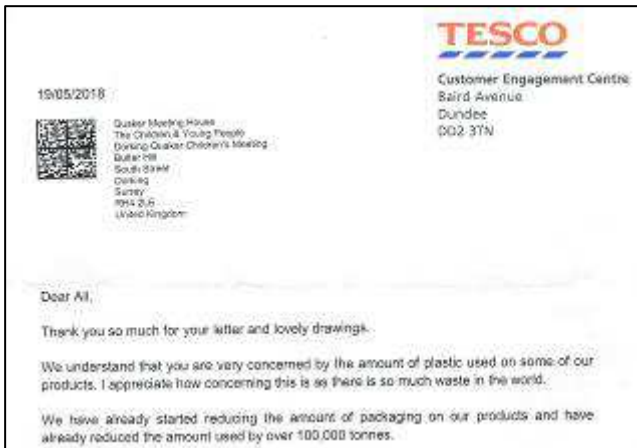 TESCO
Customer Engagement Centre
Baird Avenue
Dundee
DD2 3TN
19/05/2018
Quaker Meeting House
The Children & Young People
Dorking Quaker Children's Meeting
Butter Hill
South Street
Dorking
Surrey
RH4 2LE
United Kingdom
Dear All,
Thank you so much for your letter and lovely drawings.
We understand that you are very concerned by the amount of plastic used on some of our
products. I appreciate how concerning this is as there is so much waste in the world.
We have already started reducing the amount of packaging on our products and have
already reduced the amount used by over 100,000 tonnes.